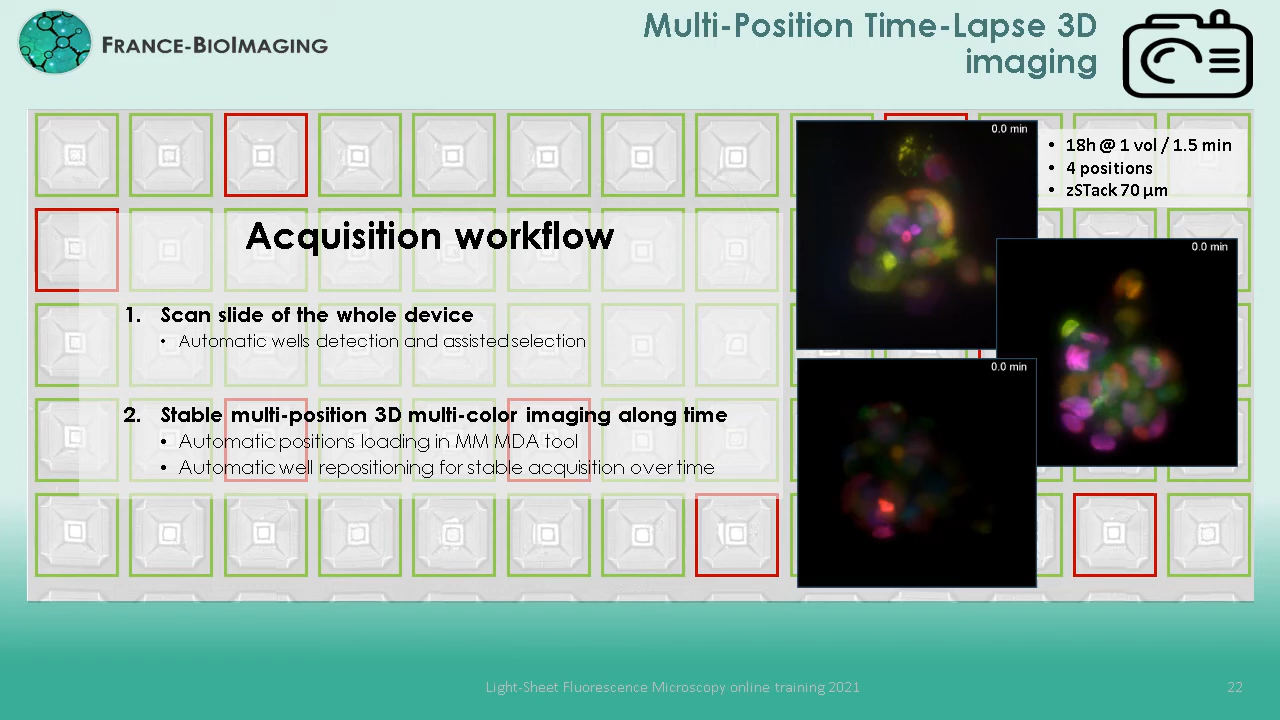 FRANCE-BIOIMAGING
Multi-Position Time-Lapse 3D
imaging
0.0 min
• 18h @ 1 vol / 1.5 min
• 4 positions
• zSTack 70 µm
Acquisition workflow
0.0 min
1. Scan slide of the whole device
• Automatic wells detection and assisted selection
0.0 min
2. Stable multi-position 3D multi-color imaging along time
• Automatic positions loading in MM MDA tool
• Automatic well repositioning for stable acquisition over time
Light-Sheet Fluorescence Microscopy online training 2021
22